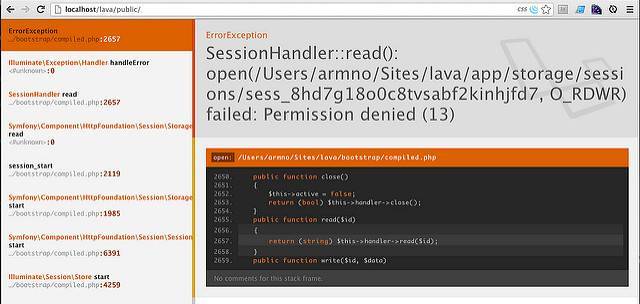 localhost/lava/public/
css
ErrorException
../bootstrap/compiled.php:2657
Illuminate\Exception\Handler handleError
<#unknown>:0
SessionHandler read
../bootstrap/compiled.php:2657
Symfony\Component\HttpFoundation\Session\Storage
read
<#unknown>:0
session_start
../bootstrap/compiled.php:2119
Symfony\Component\HttpFoundation\Session\Storage
start
../bootstrap/compiled.php:1985
Symfony\Component\HttpFoundation\Session\Session
start
../bootstrap/compiled.php:6391
Illuminate\Session\Store start
../bootstrap/compiled.php:4259
ErrorException
SessionHandler::read():
open(/Users/armno/Sites/lava/app/storage/sessi
ons/sess_8hd7g18o0c8tvsabf2kinhjfd7, O_RDWR)
failed: Permission denied (13)
open: /Users/armno/Sites/lava/bootstrap/compiled.php
2650. public function close()
2651. {
2652. $this->active = false;
2653. return (bool) $this->handler->close();
2654. }
2655. public function read($id)
2656. {
2657. return (string) $this->handler->read($id);
2658. }
2659. public function write($id, $data)
No comments for this stack frame.